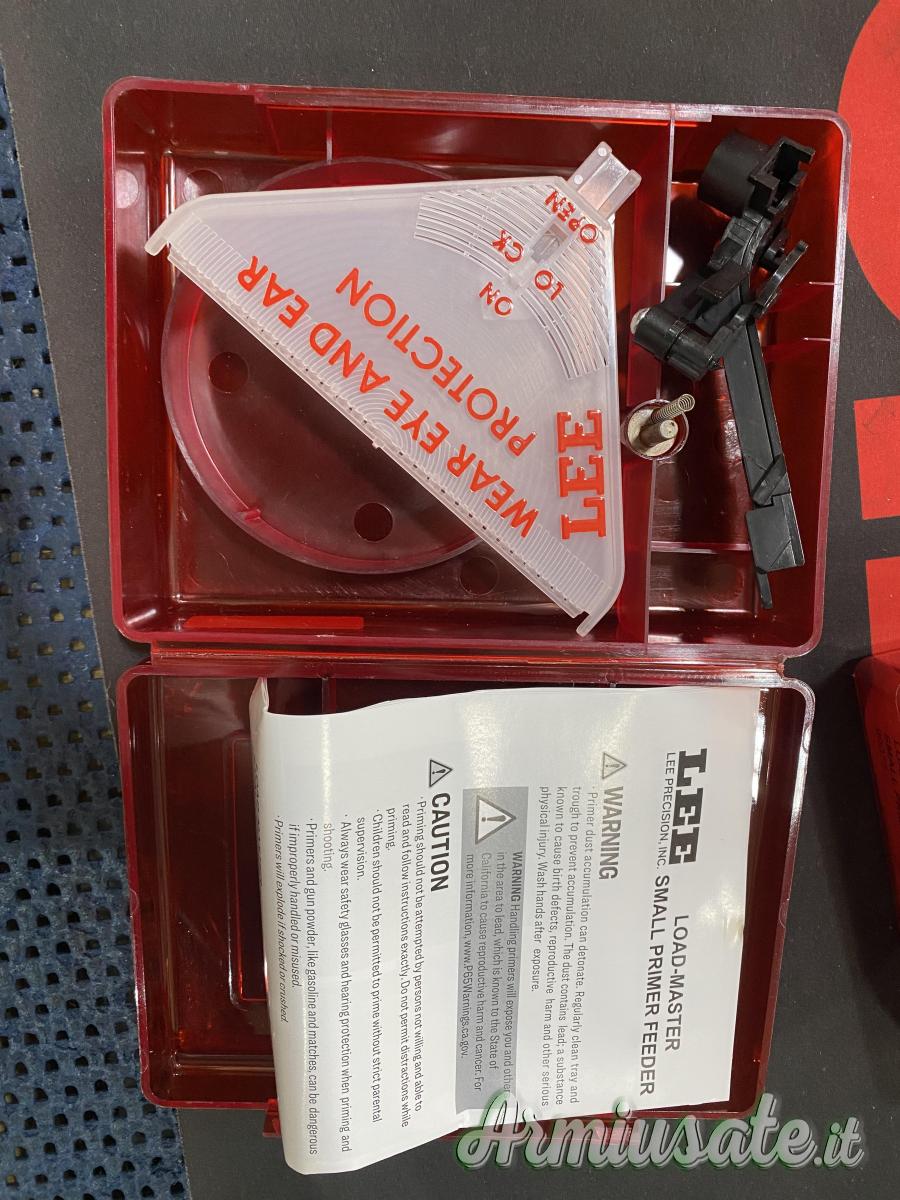 OPEN
LOCK
ON
WEAR EYE AND EAR
PROTECTION
LEE
LEE
LEE PRECISION, INC.
LOAD-MASTER
SMALL PRIMER FEEDER
WARNING
· Primer dust accumulation can detonate. Regularly clean tray and
trough to prevent accumulation. The dust contains lead; a substance
known to cause birth defects, reproductive harm and other serious
physical injury. Wash hands after exposure.
WARNING Handling primers will expose you and other
in the area to lead, which is known to the State of
California to cause reproductive harm and cancer. For
more information, www.P65Warnings.ca.gov.
CAUTION
· Priming should not be attempted by persons not willing and able to
read and follow instructions exactly. Do not permit distractions while
priming.
· Children should not be permitted to prime without strict parental
supervision.
· Always wear safety glasses and hearing protection when priming and
shooting.
· Primers and gun powder, like gasoline and matches, can be dangerous
if improperly handled or misused.
· Primers will explode if shocked or crushed.
Armiusate.it